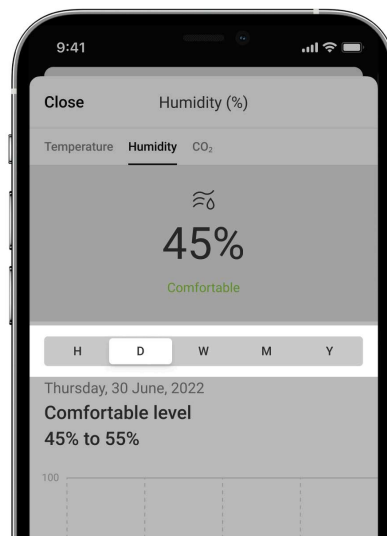 9:41
Close Humidity (%)
Temperature Humidity CO₂
45%
Comfortable
H D W M Y
Thursday, 30 June, 2022
Comfortable level
45% to 55%
100